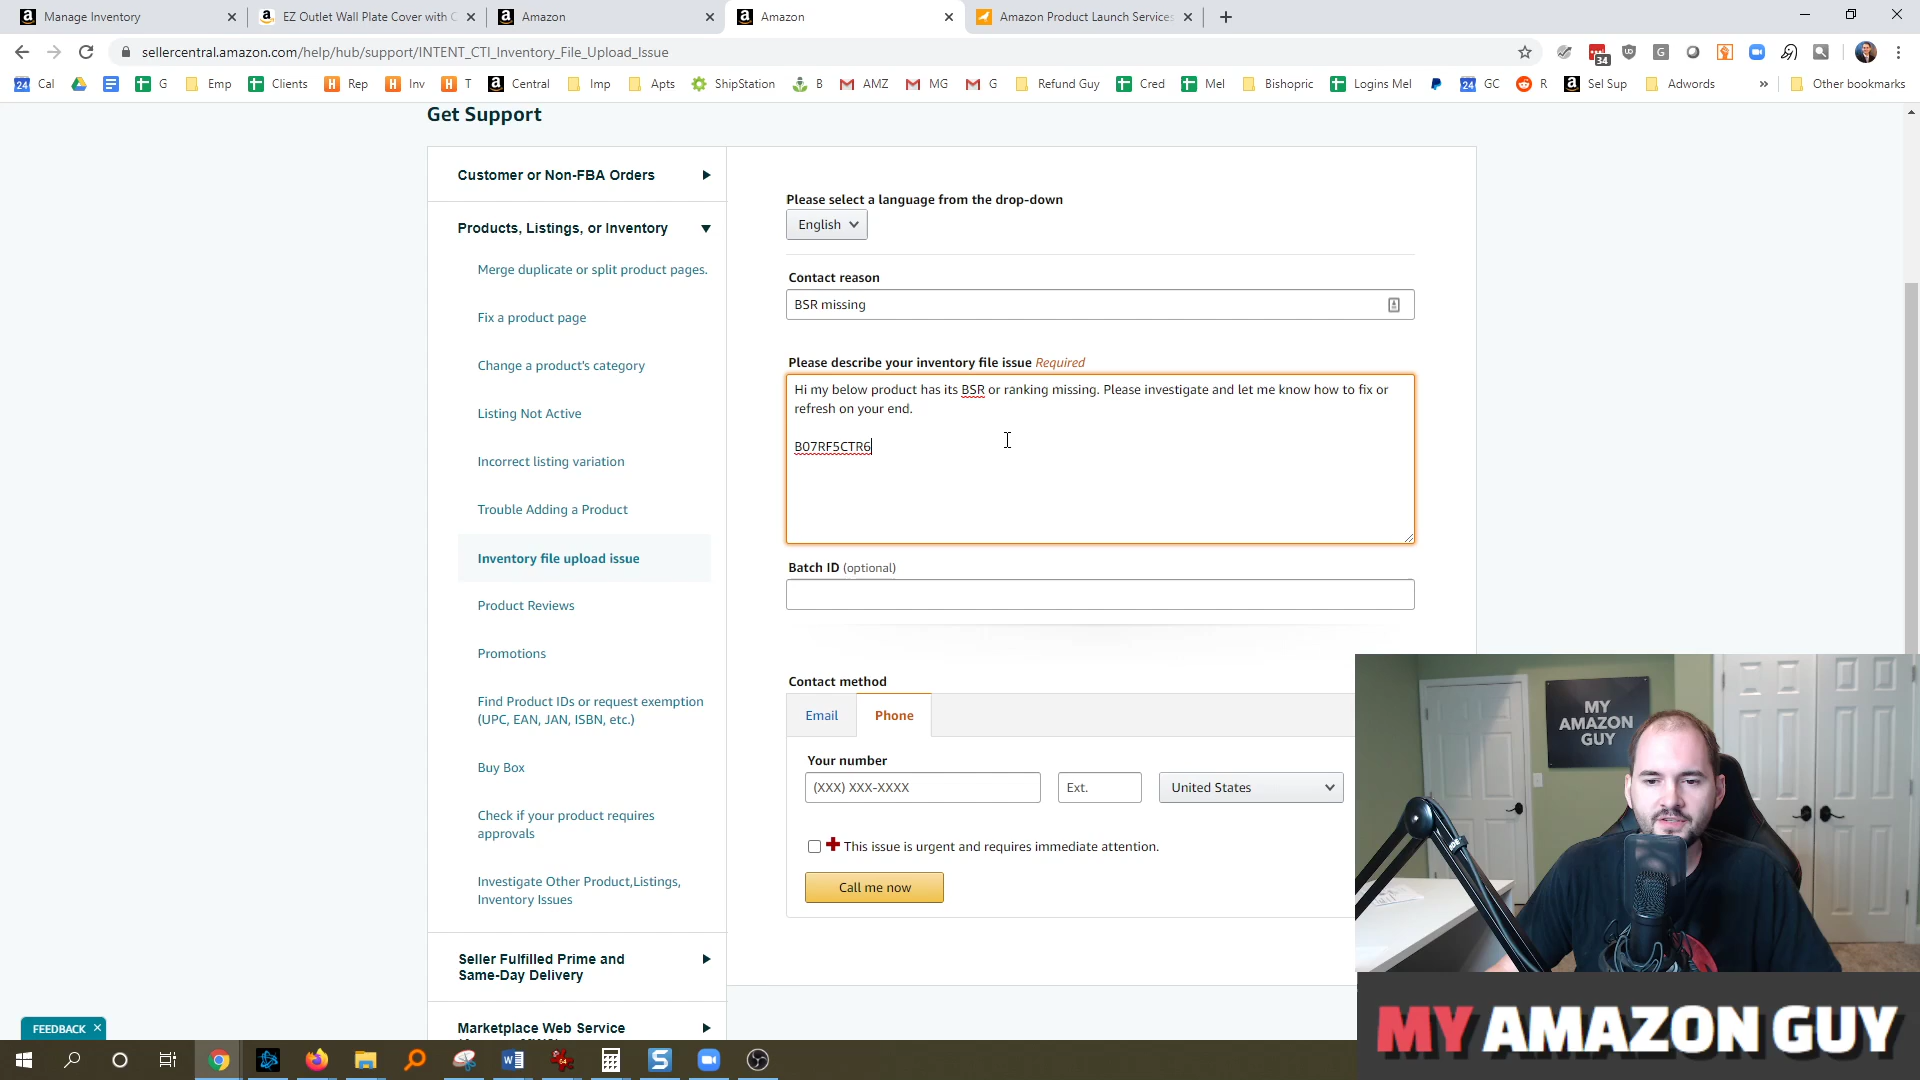 Manage Inventory
EZ Outlet Wall Plate Cover with C
Amazon
Amazon
Amazon Product Launch Services
sellercentral.amazon.com/help/hub/support/INTENT_CTI_Inventory_File_Upload_Issue
34
24 Cal
G
Emp
Clients
Rep
Inv
T
Central
Imp
Apts
ShipStation
B
AMZ
MG
G
Refund Guy
Cred
Mel
Bishopric
Logins Mel
24 GC
R
Sel Sup
Adwords
»
Other bookmarks
Get Support
Customer or Non-FBA Orders
Products, Listings, or Inventory
Merge duplicate or split product pages.
Fix a product page
Change a product's category
Listing Not Active
Incorrect listing variation
Trouble Adding a Product
Inventory file upload issue
Product Reviews
Promotions
Find Product IDs or request exemption
(UPC, EAN, JAN, ISBN, etc.)
Buy Box
Check if your product requires
approvals
Investigate Other Product,Listings,
Inventory Issues
Seller Fulfilled Prime and
Same-Day Delivery
Marketplace Web Service
Please select a language from the drop-down
English
Contact reason
BSR missing
Please describe your inventory file issue Required
Hi my below product has its BSR or ranking missing. Please investigate and let me know how to fix or
refresh on your end.
B07RF5CTR6
Batch ID (optional)
Contact method
Email
Phone
Your number
(XXX) XXX-XXXX
Ext.
United States
This issue is urgent and requires immediate attention.
Call me now
FEEDBACK ×
MY
AMAZON
GUY
MY AMAZON GUY